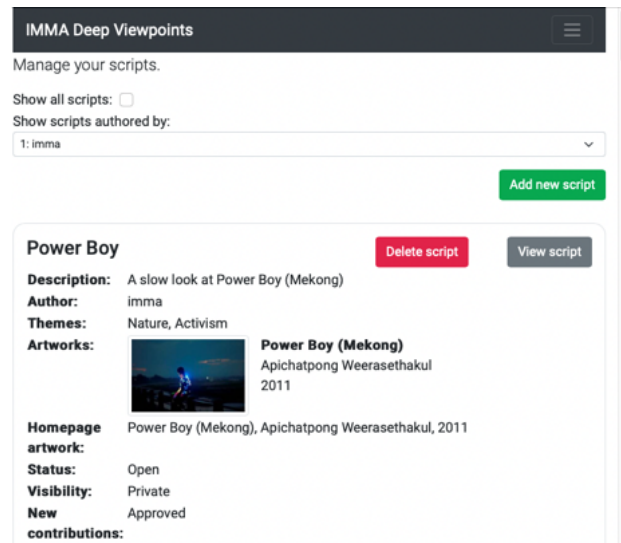 IMMA Deep Viewpoints
Manage your scripts.
Show all scripts:
Show scripts authored by:
1: imma
Add new script
Power Boy
Delete script
View script
Description: A slow look at Power Boy (Mekong)
Author: imma
Themes: Nature, Activism
Artworks: Power Boy (Mekong)
Apichatpong Weerasethakul
2011
Homepage Power Boy (Mekong), Apichatpong Weerasethakul, 2011
artwork:
Status: Open
Visibility: Private
New Approved
contributions: